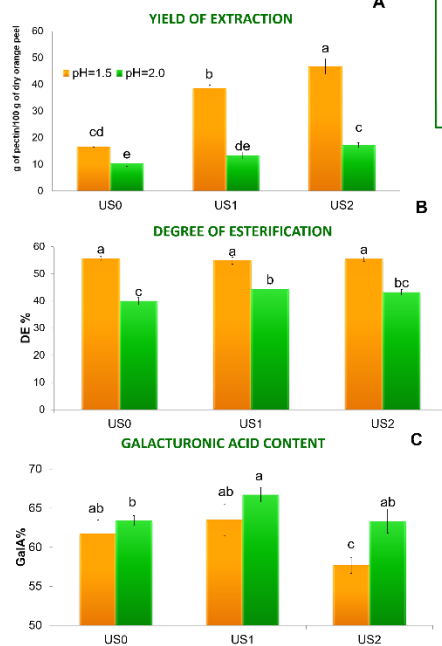 A
YIELD OF EXTRACTION
g of pectin/100 g of dry orange peel
60
50
40
30
20
10
0
pH=1.5 pH=2.0
cd e b de a c
US0 US1 US2
B
DEGREE OF ESTERIFICATION
DE %
60
50
40
30
20
10
0
a c a b a bc
US0 US1 US2
C
GALACTURONIC ACID CONTENT
GalA%
70
65
60
55
50
ab b ab a c ab
US0 US1 US2